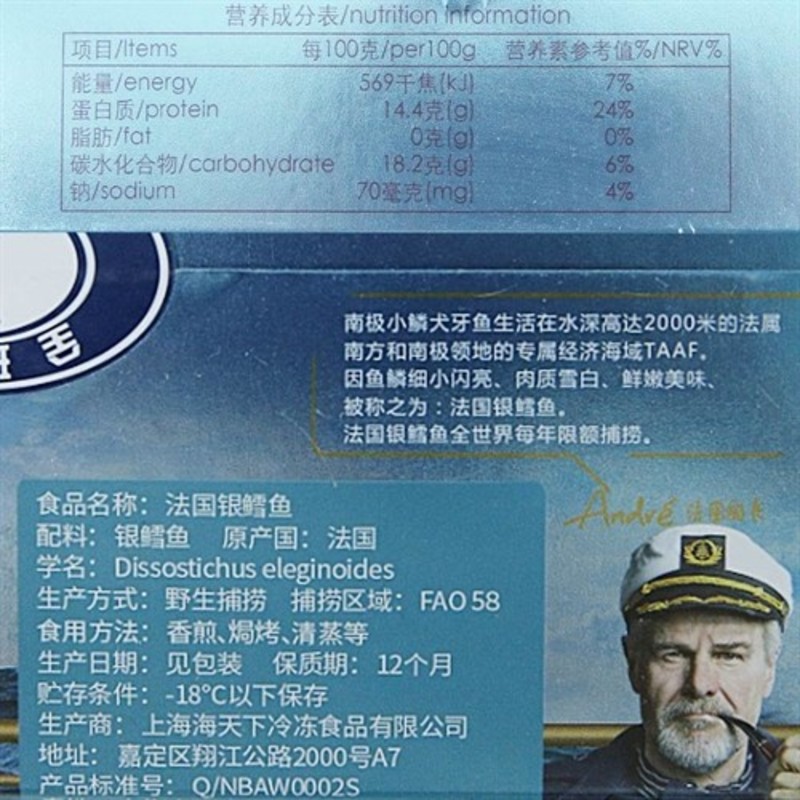 营养成分表/nutrition information
项目/Items 每100克/per100g 营养素参考值%/NRV%
能量/energy 569千焦(kJ) 7%
蛋白质/protein 14.4克(g) 24%
脂肪/fat 0克(g) 0%
碳水化合物/carbohydrate 18.2克(g) 6%
钠/sodium 70毫克(mg) 4%
南极小鳞犬牙鱼生活在水深高达2000米的法属
南方和南极领地的专属经济海域TAAF。
因鱼鳞细小闪亮、肉质雪白、鲜嫩美味、
被称之为：法国银鳕鱼。
法国银鳕鱼全世界每年限额捕捞。
André 法国船长
食品名称：法国银鳕鱼
配料：银鳕鱼 原产国：法国
学名：Dissostichus eleginoides
生产方式：野生捕捞 捕捞区域：FAO 58
食用方法：香煎、焗烤、清蒸等
生产日期：见包装 保质期：12个月
贮存条件：-18℃以下保存
生产商：上海海天下冷冻食品有限公司
地址：嘉定区翔江公路2000号A7
产品标准号：Q/NBAW0002S